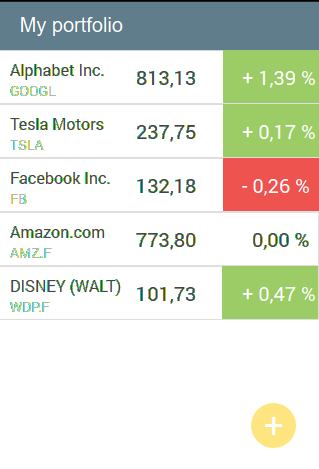 My portfolio
Alphabet Inc. 813,13 + 1,39 %
GOOGL
Tesla Motors 237,75 + 0,17 %
TSLA
Facebook Inc. 132,18 - 0,26 %
FB
Amazon.com 773,80 0,00 %
AMZ.F
DISNEY (WALT) 101,73 + 0,47 %
WDP.F
+